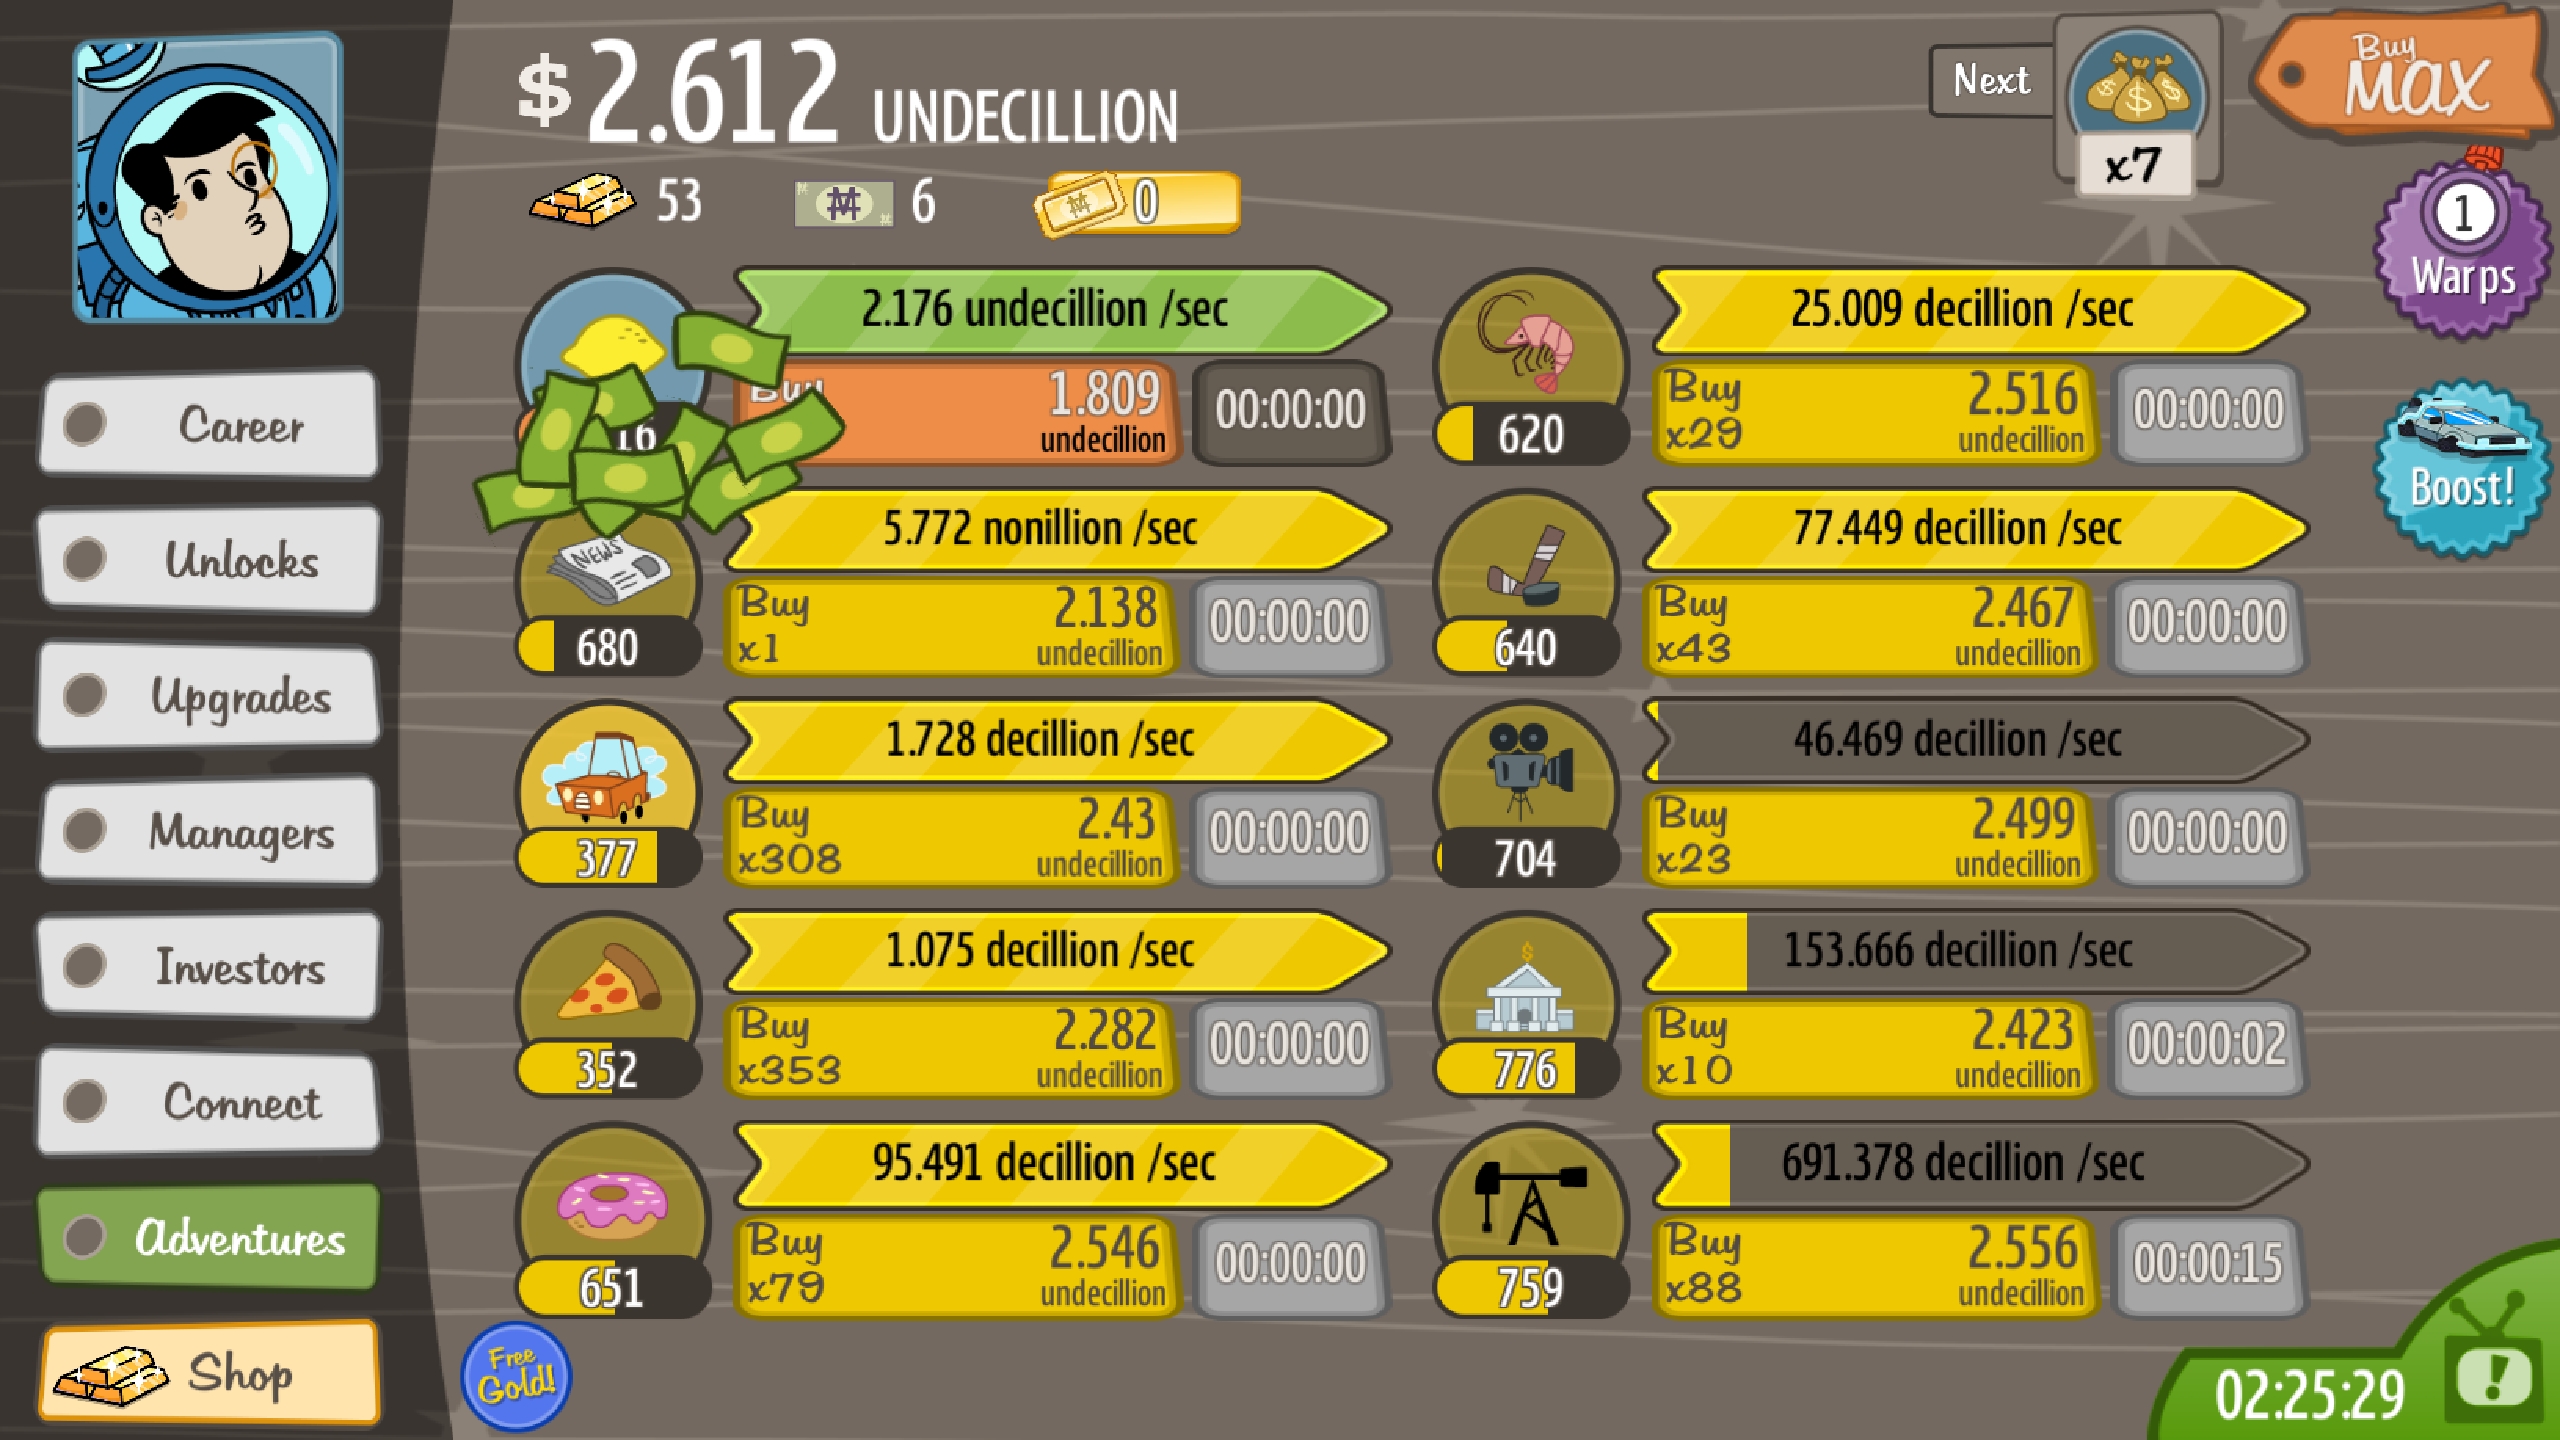 $2.612 UNDECILLION
53
6
0
Next
x7
Buy
MAX
1
Warps
Boost!
Career
Unlocks
Upgrades
Managers
Investors
Connect
Adventures
Shop
2.176 undecillion /sec
Buy
1.809
undecillion
00:00:00
16
NEWS
5.772 nonillion /sec
680
Buy
x1
2.138
undecillion
00:00:00
1.728 decillion /sec
377
Buy
x308
2.43
undecillion
00:00:00
1.075 decillion /sec
352
Buy
x353
2.282
undecillion
00:00:00
95.491 decillion /sec
651
Buy
x79
2.546
undecillion
00:00:00
25.009 decillion /sec
620
Buy
x29
2.516
undecillion
00:00:00
77.449 decillion /sec
640
Buy
x43
2.467
undecillion
00:00:00
46.469 decillion /sec
704
Buy
x23
2.499
undecillion
00:00:00
153.666 decillion /sec
776
Buy
x10
2.423
undecillion
00:00:02
691.378 decillion /sec
759
Buy
x88
2.556
undecillion
00:00:15
Free
Gold!
02:25:29